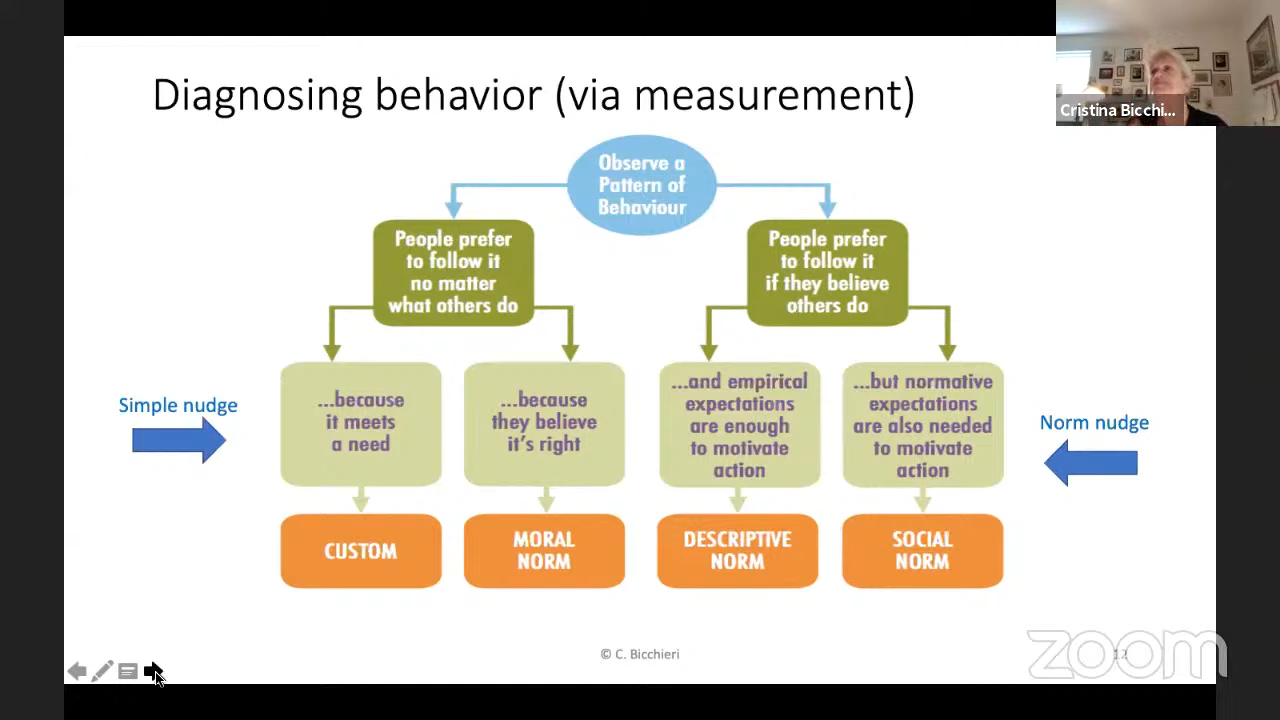 Diagnosing behavior (via measurement)
Cristina Bicchi...
Observe a
Pattern of
Behaviour
People prefer
to follow it
no matter
what others do
People prefer
to follow it
if they believe
others do
Simple nudge
...because
it meets
a need
...because
they believe
it's right
...and empirical
expectations
are enough
to motivate
action
...but normative
expectations
are also needed
to motivate
action
Norm nudge
CUSTOM
MORAL
NORM
DESCRIPTIVE
NORM
SOCIAL
NORM
© C. Bicchieri
12
zoom